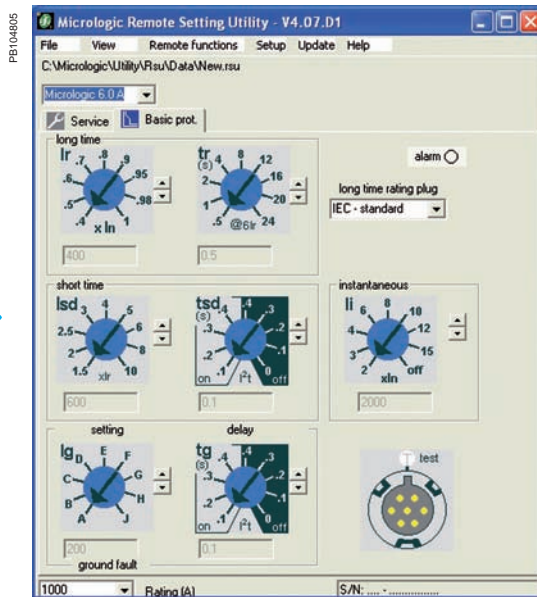 PB104805
Micrologic Remote Setting Utility - V4.07.D1
File View Remote functions Setup Update Help
C:\Micrologic\Utility\Rsu\Data\New.rsu
Micrologic 6.0 A
Service Basic prot.
long time
Ir
.4 .5 .6 .7 .8 .9 .95 .98 1
x In
400
tr
(s)
.5 1 2 4 8 12 16 20 24
@6Ir
0.5
alarm
long time rating plug
IEC - standard
short time
Isd
1.5 2 2.5 3 4 5 6 8 10
xIr
600
tsd
(s)
.1 .2 .3 .4 .4 .3 .2 .1 0
on I²t off
0.1
instantaneous
Ii
2 3 4 6 8 10 12 15 off
xIn
2000
setting
Ig
A B C D E F G H J
200
delay
tg
(s)
.1 .2 .3 .4 .4 .3 .2 .1 0
on I²t off
0.1
ground fault
T test
1000 Rating (A) S/N: .... - ................